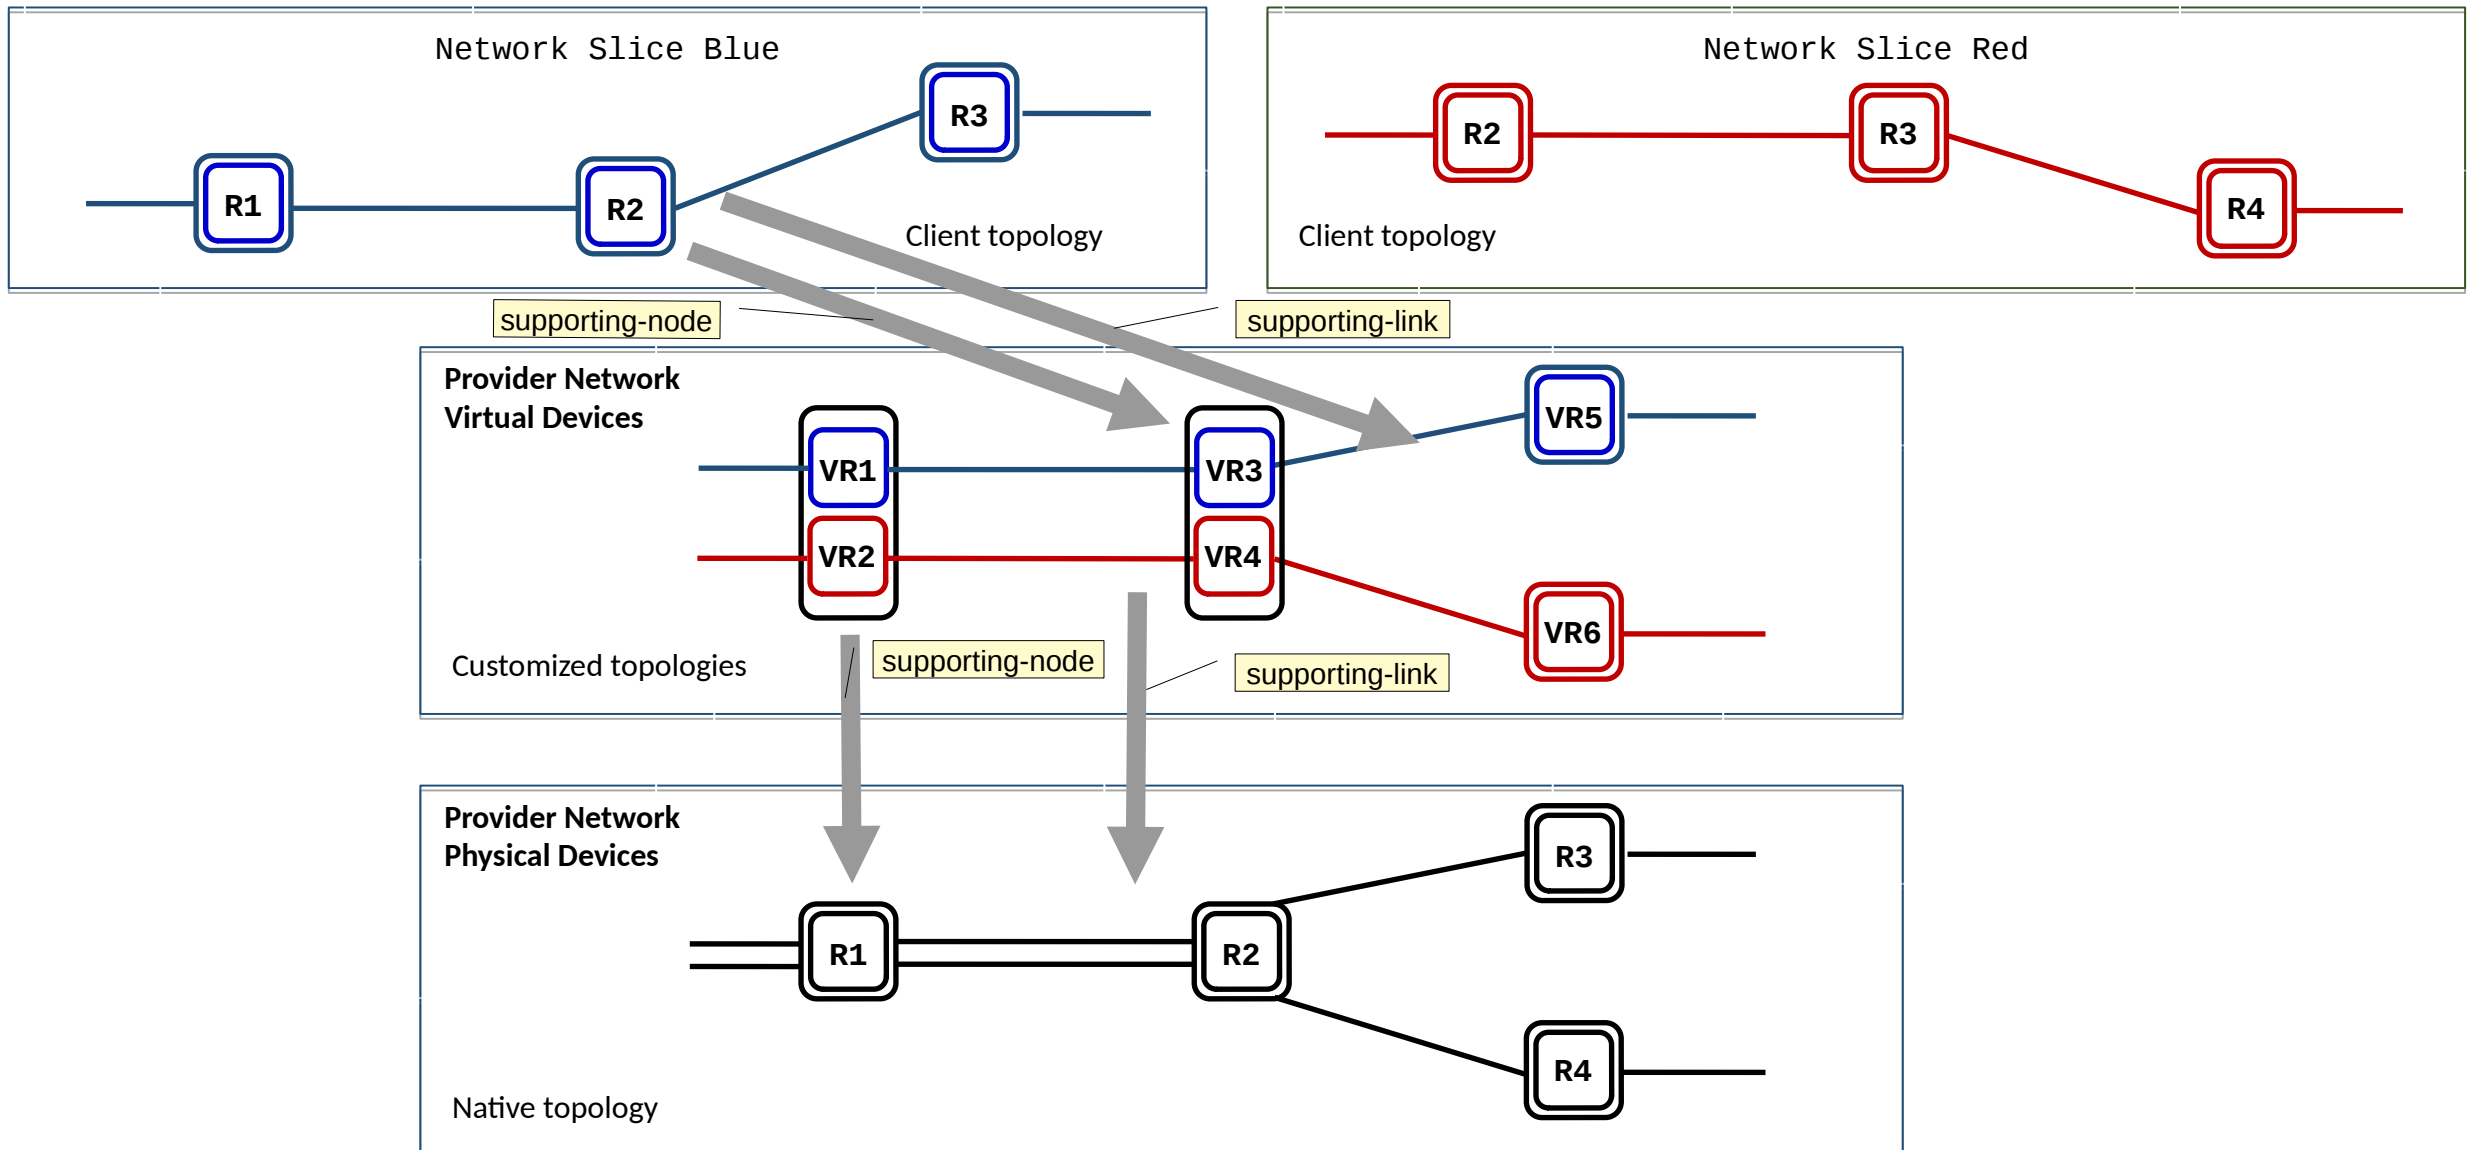 Network Slice Blue
R1
R2
R3
Client topology
Network Slice Red
R2
R3
R4
Client topology
supporting-node
supporting-link
Provider Network
Virtual Devices
VR1
VR3
VR5
VR2
VR4
VR6
Customized topologies
supporting-node
supporting-link
Provider Network
Physical Devices
R1
R2
R3
R4
Native topology